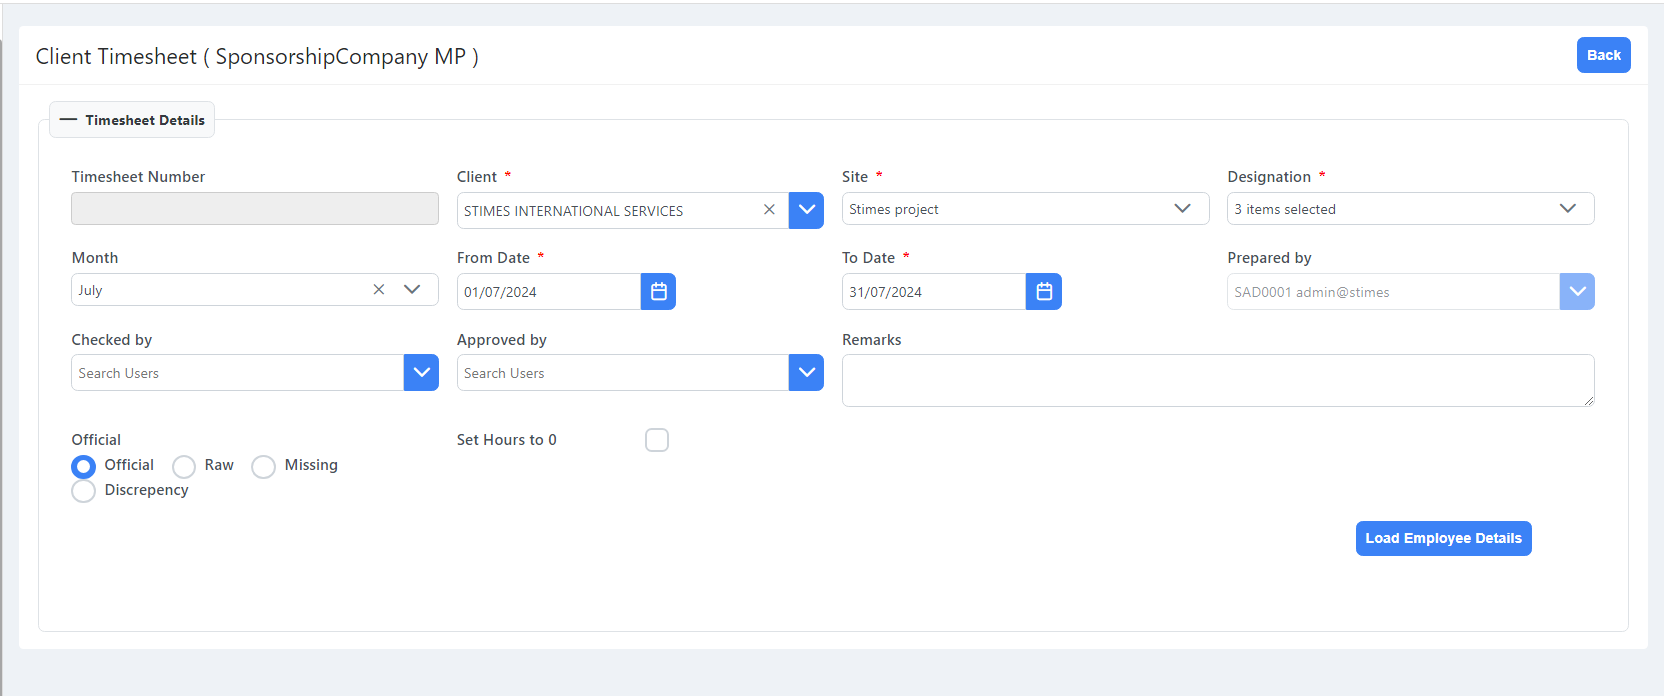 Client Timesheet ( SponsorshipCompany MP )
Back
Timesheet Details
Timesheet Number
Client *
Site *
Designation *
STIMES INTERNATIONAL SERVICES
Stimes project
3 items selected
Month
From Date *
To Date *
Prepared by
July
01/07/2024
31/07/2024
SAD0001 admin@stimes
Checked by
Approved by
Remarks
Search Users
Search Users
Official
Set Hours to 0
Official
Raw
Missing
Discrepency
Load Employee Details